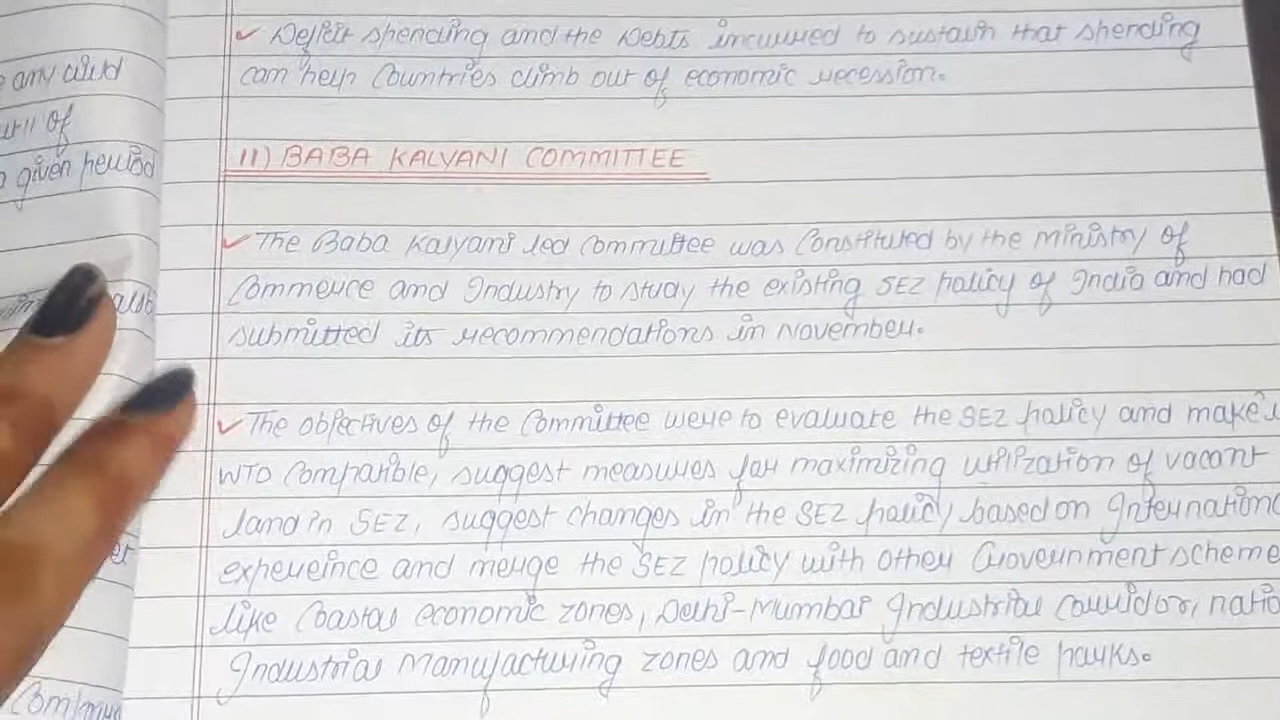 ✓ Deficit spending and the Debts incurred to sustain that spending
can help Countries climb out of economic recession.
11) BABA KALYANI COMMITTEE
✓ The Baba Kalyani led Committee was Constituted by the ministry of
Commerce and Industry to study the existing SEZ policy of India and had
submitted its recommendations in November.
✓ The objectives of the Committee were to evaluate the SEZ policy and make
WTO Compatible, suggest measures for maximizing utilization of vacant
land in SEZ, suggest changes in the SEZ policy based on Internation
expereince and merge the SEZ policy with other Government scheme
like Coastal economic zones, Delhi-Mumbai Industrial Corridor, natio
Industrial manufacturing zones and food and textile parks.
any
of
given period